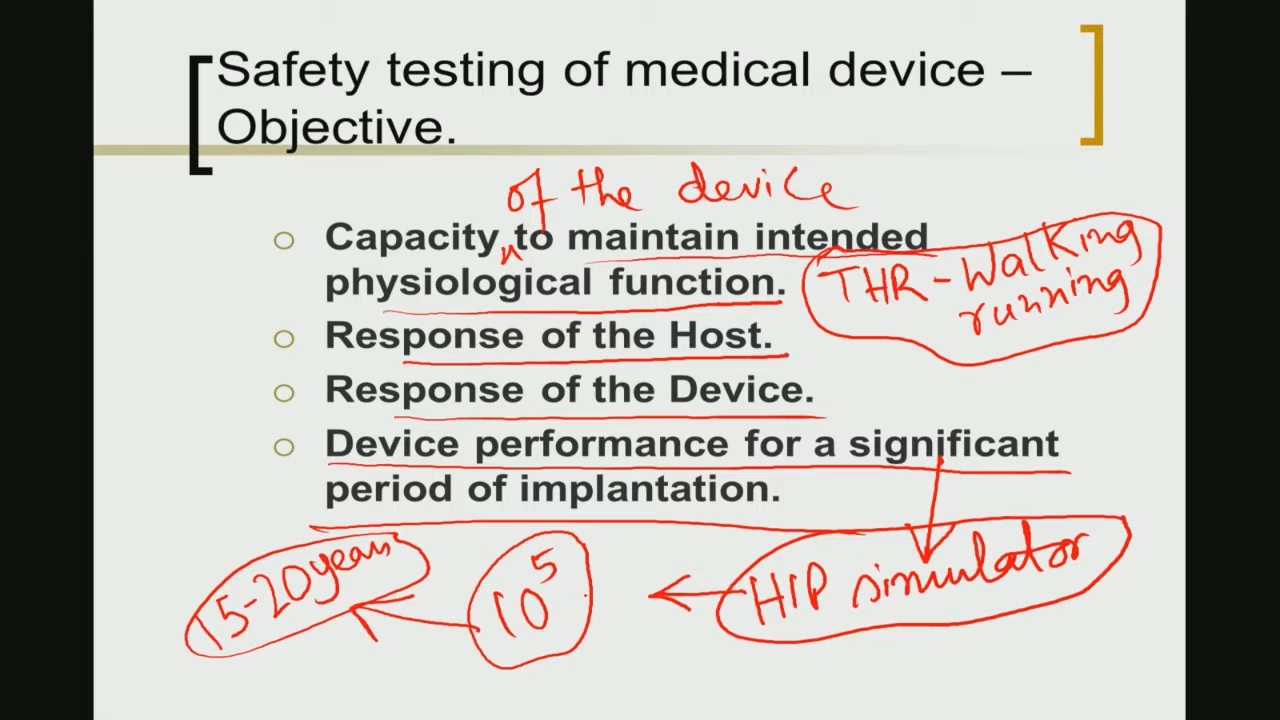 Safety testing of medical device –
Objective.
of the device
Capacity to maintain intended
physiological function.
THR - Walking
running
Response of the Host.
Response of the Device.
Device performance for a significant
period of implantation.
15-20 years
10⁵
HIP simulator